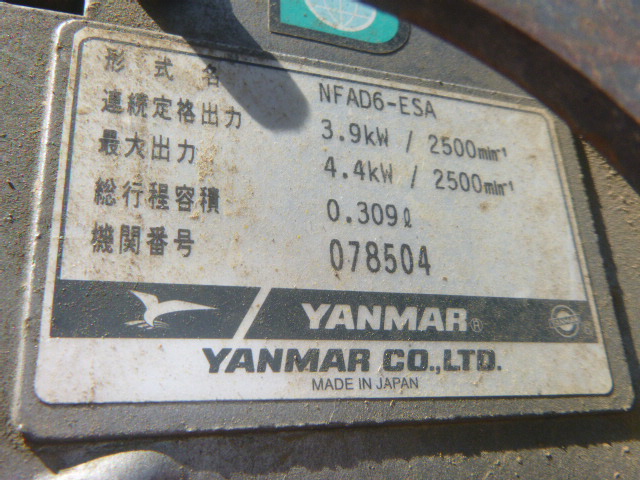 形式名 NFAD6-ESA
連続定格出力 3.9kW / 2500min⁻¹
最大出力 4.4kW / 2500min⁻¹
総行程容積 0.309ℓ
機関番号 078504
YANMAR®
YANMAR CO.,LTD.
MADE IN JAPAN